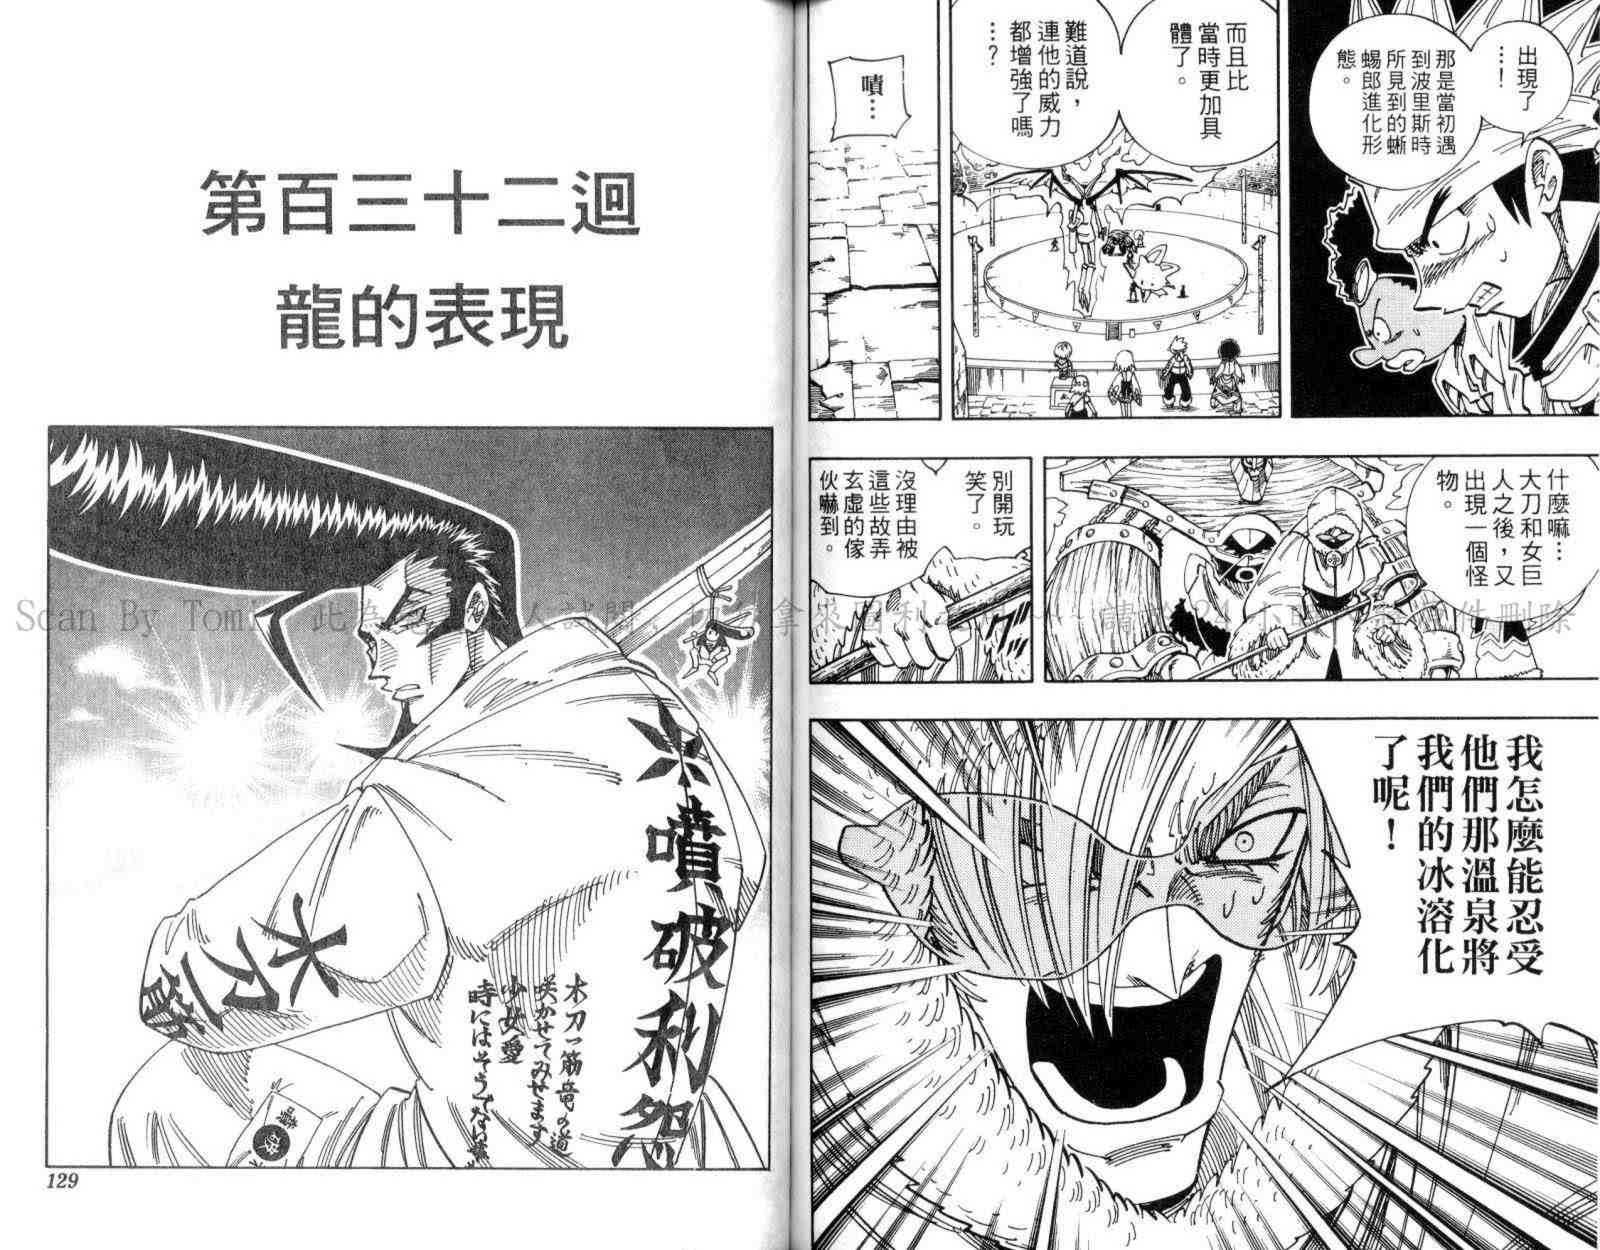 出現了
…!
那是當初遇
到波里斯時
所見到的蜥
蜴郎進化形
態。
而且比
當時更加具
體了。
難道說，
連他的威力
都增強了嗎
…?
嘖…
什麼嘛…
大刀和女巨
人之後，又
出現一個怪
物。
別開玩
笑了。
沒理由被
這些故弄
玄虛的傢
伙嚇到。
我怎麼能忍受
他們那溫泉將
我們的冰溶化
了呢!
第百三十二迴
龍的表現
噴破利怨
木刀一筋
木刀一筋竜の道
咲かせてみせます
少女愛
時にはそうでない
129
Scan By Tom